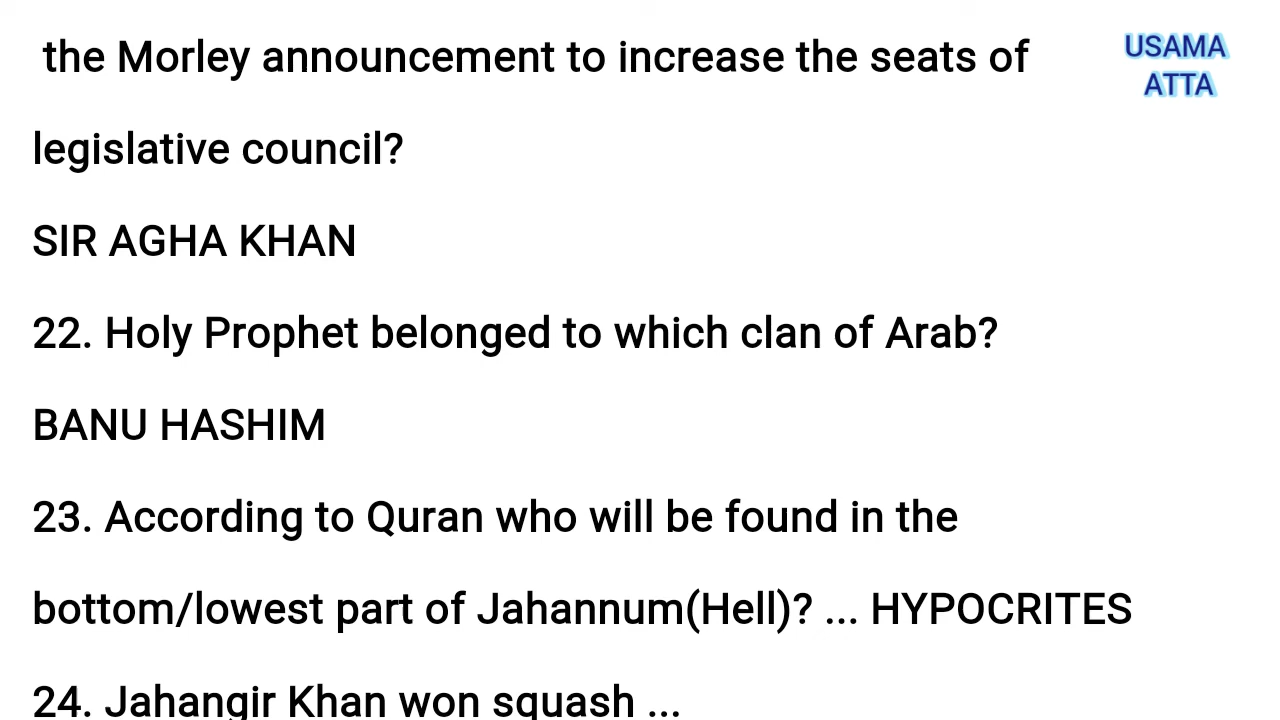 the Morley announcement to increase the seats of
legislative council?
SIR AGHA KHAN
22. Holy Prophet belonged to which clan of Arab?
BANU HASHIM
23. According to Quran who will be found in the
bottom/lowest part of Jahannum(Hell)? ... HYPOCRITES
24. Jahangir Khan won squash ...
USAMA
ATTA